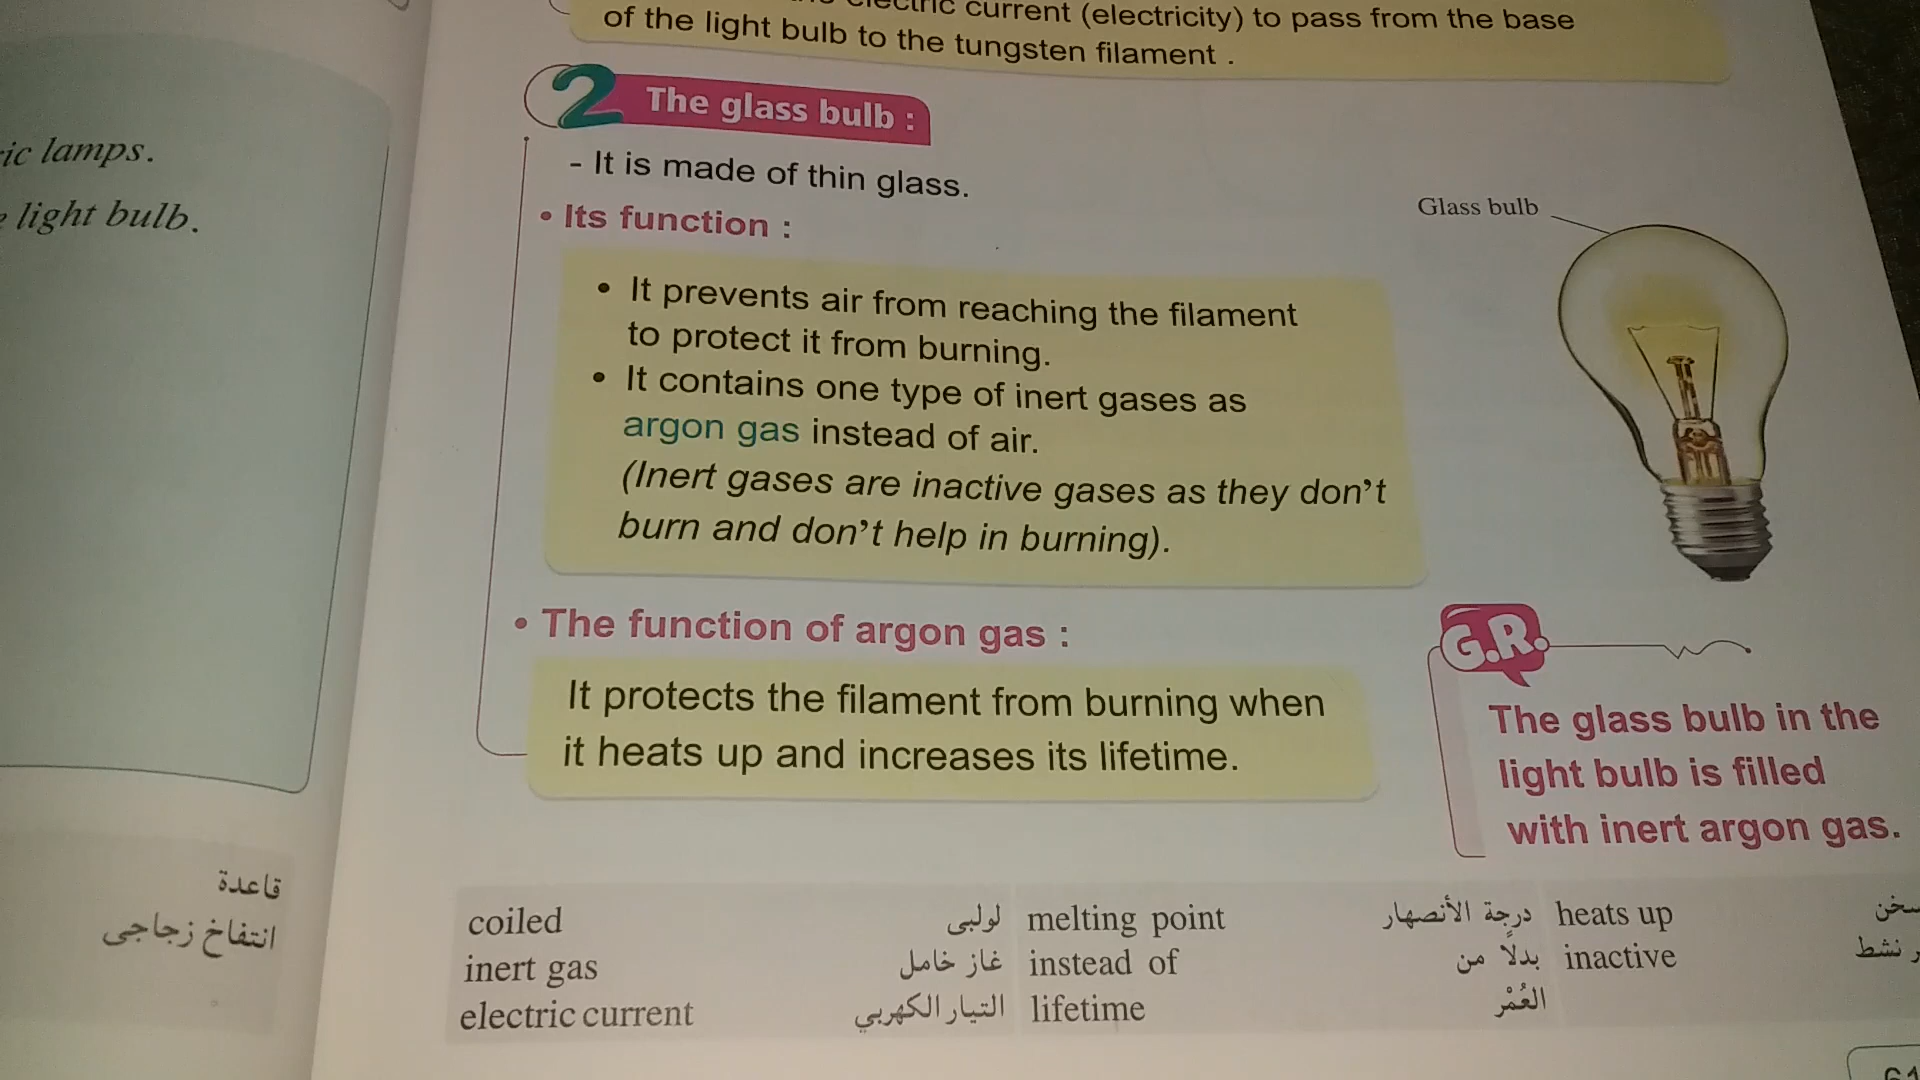 lamps.
light bulb.
قاعدة
انتفاخ زجاجى
current (electricity) to pass from the base
of the light bulb to the tungsten filament .
2 The glass bulb :
- It is made of thin glass.
• Its function :
• It prevents air from reaching the filament
to protect it from burning.
• It contains one type of inert gases as
argon gas instead of air.
(Inert gases are inactive gases as they don't
burn and don't help in burning).
Glass bulb
• The function of argon gas :
It protects the filament from burning when
it heats up and increases its lifetime.
G.R.
The glass bulb in the
light bulb is filled
with inert argon gas.
coiled لولبى melting point درجة الأنصهار heats up
inert gas غاز خامل instead of بدلاً من inactive نشط
electric current التيار الكهربي lifetime العُمْر